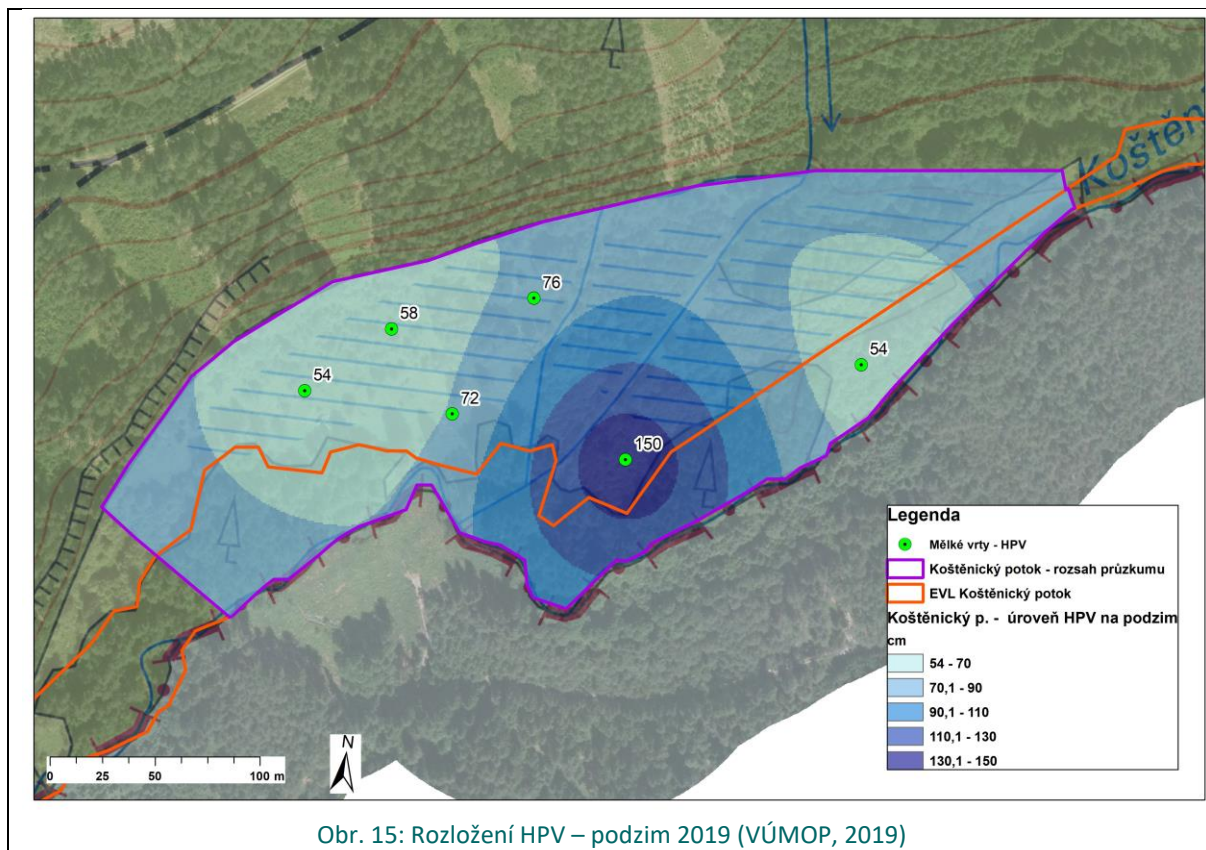 Koštěni
76
58
54
54
72
150
Legenda
Mělké vrty - HPV
Koštěnický potok - rozsah průzkumu
EVL Koštěnický potok
Koštěnický p. - úroveň HPV na podzim
cm
54 - 70
70,1 - 90
90,1 - 110
110,1 - 130
130,1 - 150
N
0 25 50 100 m
Obr. 15: Rozložení HPV – podzim 2019 (VÚMOP, 2019)